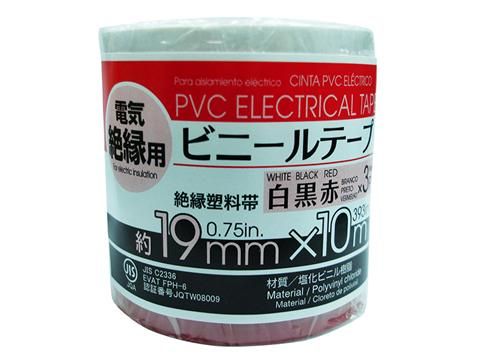 Para aislamiento eléctrico CINTA PVC ELÉCTRICO
PVC ELECTRICAL TAPE
電気
絶縁用
For electric insulation
ビニールテープ
WHITE BLACK RED
白黒赤
BRANCO
PRETO
VERMELHO
×3
絶縁塑料帯
0.75in.
約19mm×10m
JIS
JQA
JIS C2336
EVAT FPH-6
認証番号JQTW08009
材質/塩化ビニル樹脂
Material / Polyvinyl chloride
Material / Cloreto de polivinil